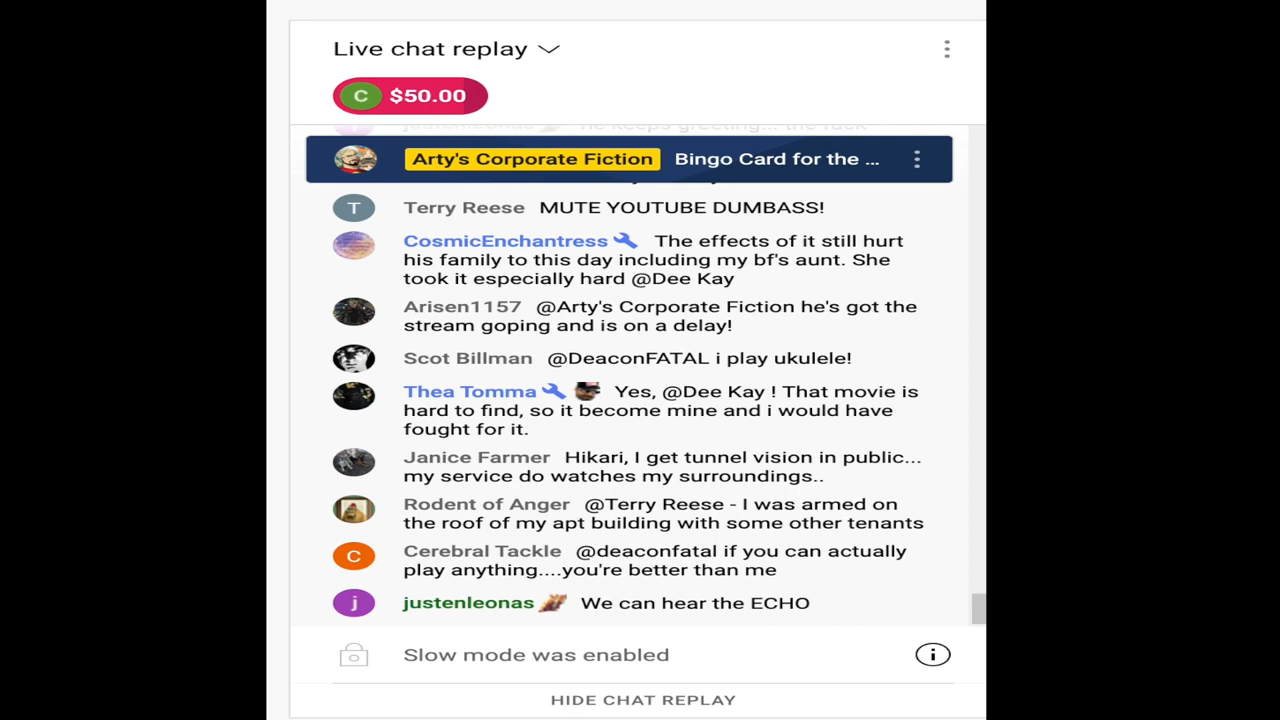 Live chat replay
C $50.00
justenleonas he keeps greeting... the
Arty's Corporate Fiction Bingo Card for the ...
T Terry Reese MUTE YOUTUBE DUMBASS!
CosmicEnchantress The effects of it still hurt
his family to this day including my bf's aunt. She
took it especially hard @Dee Kay
Arisen1157 @Arty's Corporate Fiction he's got the
stream goping and is on a delay!
Scot Billman @DeaconFATAL i play ukulele!
Thea Tomma Yes, @Dee Kay ! That movie is
hard to find, so it become mine and i would have
fought for it.
Janice Farmer Hikari, I get tunnel vision in public...
my service do watches my surroundings..
Rodent of Anger @Terry Reese - I was armed on
the roof of my apt building with some other tenants
C Cerebral Tackle @deaconfatal if you can actually
play anything....you're better than me
j justenleonas We can hear the ECHO
Slow mode was enabled
HIDE CHAT REPLAY